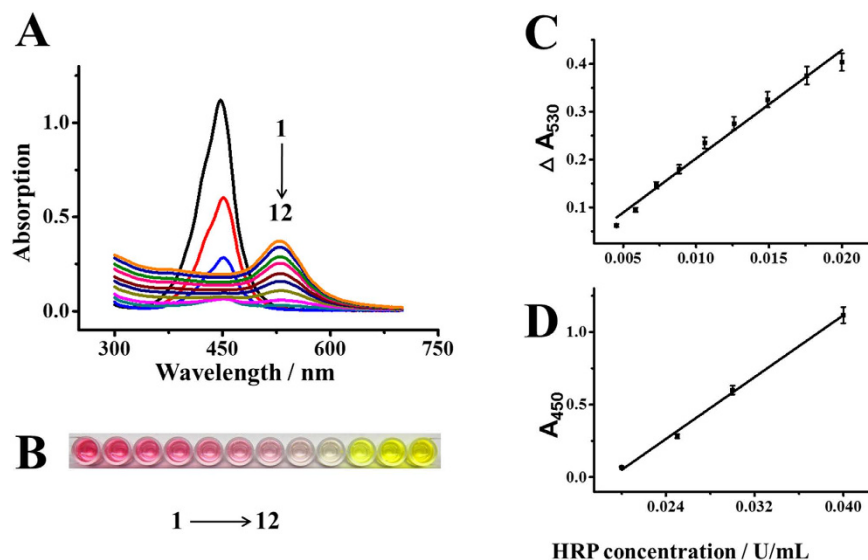 A
Absorption
1.0
0.5
0.0
1
12
300
450
600
750
Wavelength / nm
B
1
12
C
Δ A530
0.4
0.3
0.2
0.1
0.005
0.010
0.015
0.020
D
A450
1.0
0.5
0.0
0.024
0.032
0.040
HRP concentration / U/mL